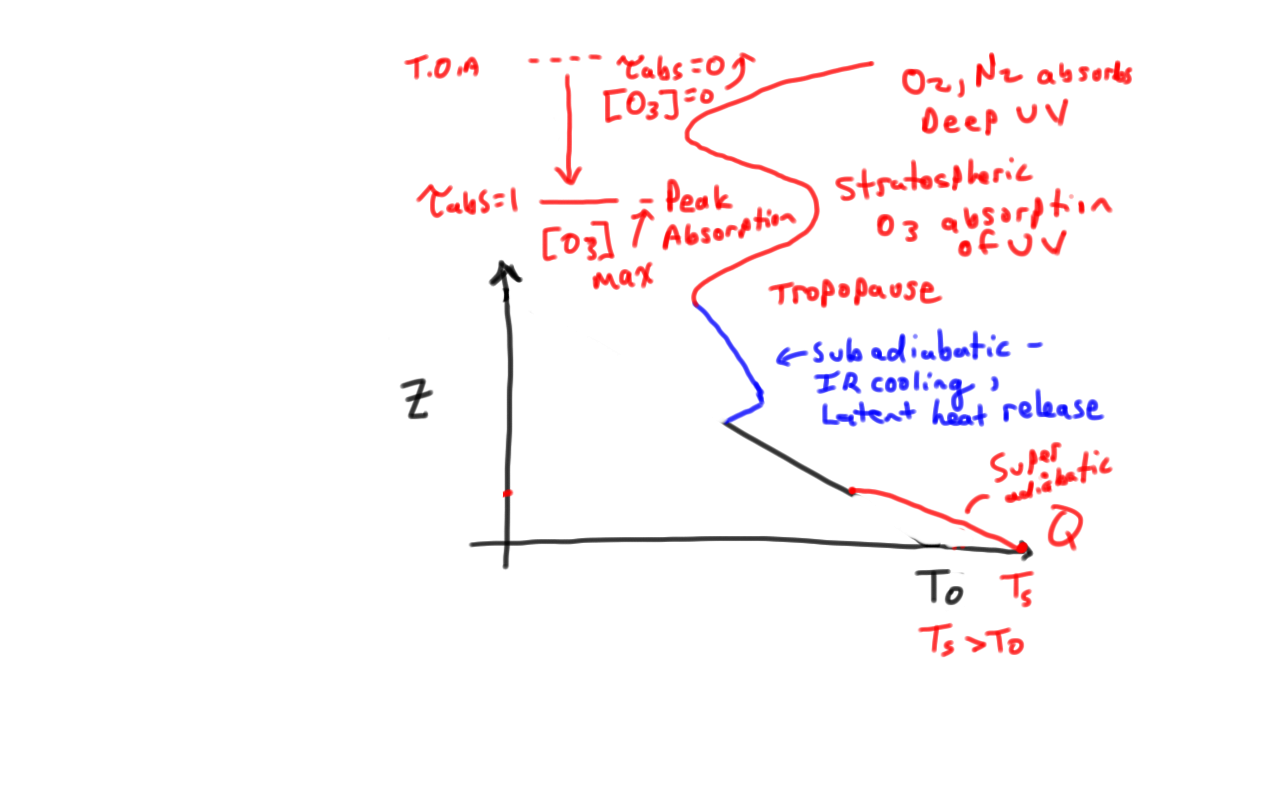 T.O.A
τabs=0
[O3]=0
O2, N2 absorbs
Deep UV
τabs=1
[O3]
max
Peak
Absorption
Stratospheric
O3 absorption
of UV
Tropopause
Subadiabatic -
IR cooling,
Latent heat release
Z
Super
adiabatic
Q
To
Ts
Ts >To